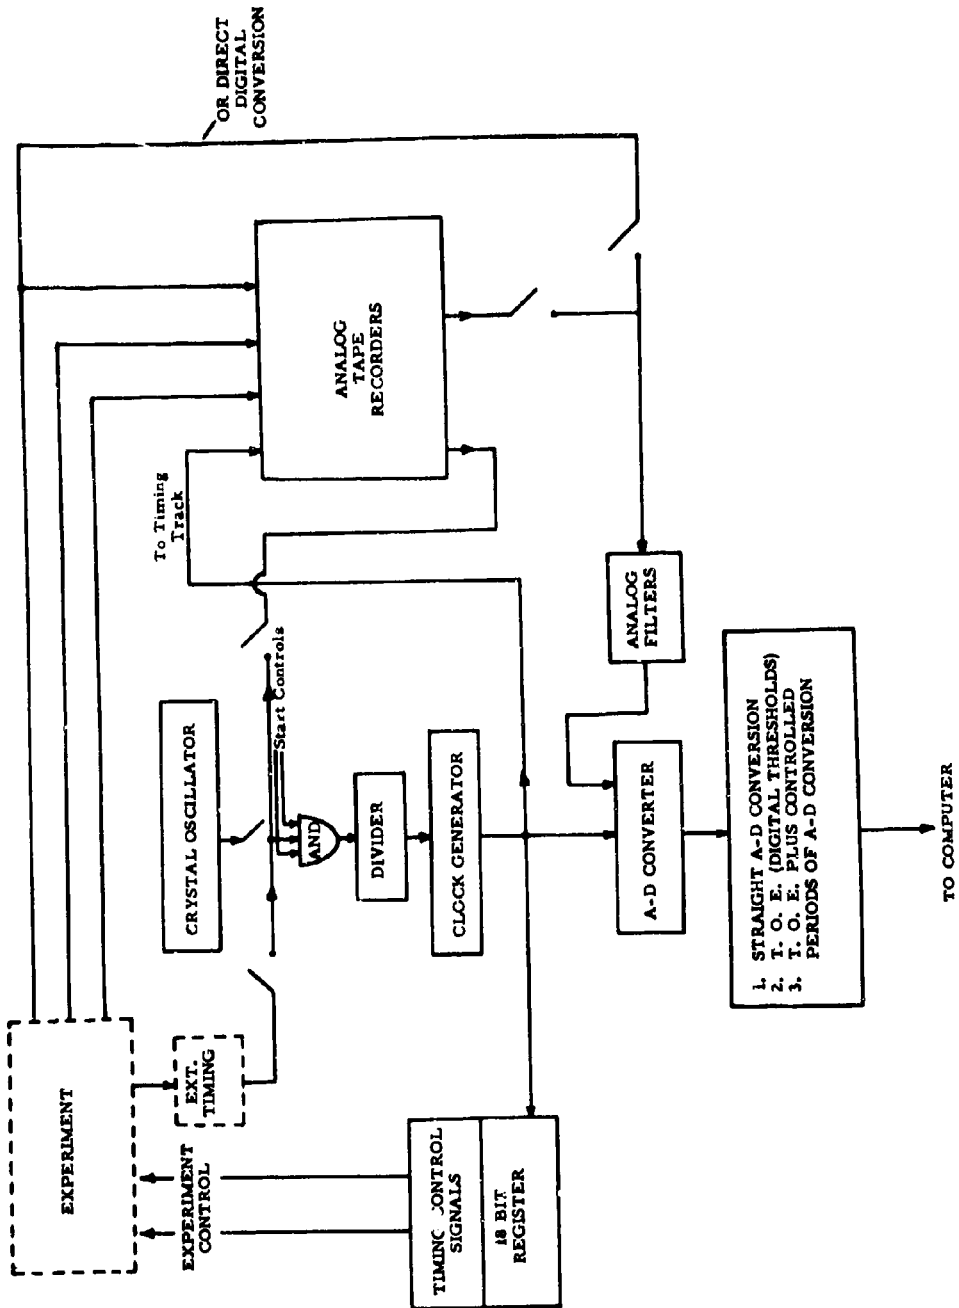 EXPERIMENT
EXPERIMENT
CONTROL
EXT.
TIMING
TIMING CONTROL
SIGNALS
18 BIT
REGISTER
CRYSTAL OSCILLATOR
Start Controls
AND
DIVIDER
CLOCK GENERATOR
A-D CONVERTER
1. STRAIGHT A-D CONVERSION
2. T. O. E. (DIGITAL THRESHOLDS)
3. T. O. E. PLUS CONTROLLED
PERIODS OF A-D CONVERSION
TO COMPUTER
To Timing
Track
ANALOG
TAPE
RECORDERS
ANALOG
FILTERS
OR DIRECT
DIGITAL
CONVERSION